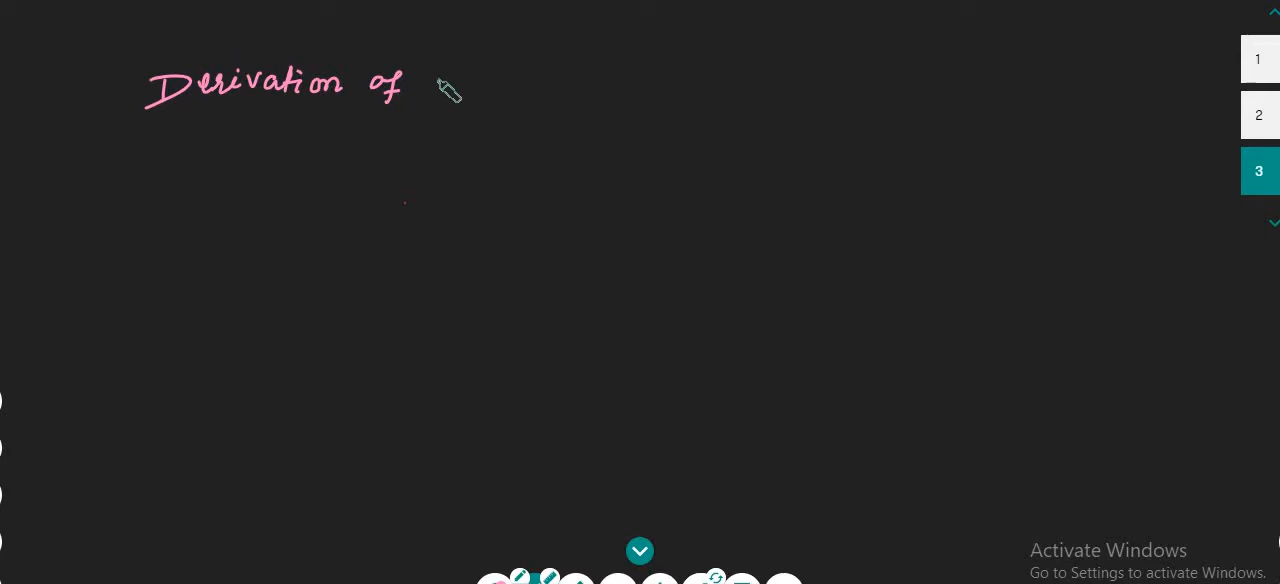 Derivation of
1
2
3
Activate Windows
Go to Settings to activate Windows.